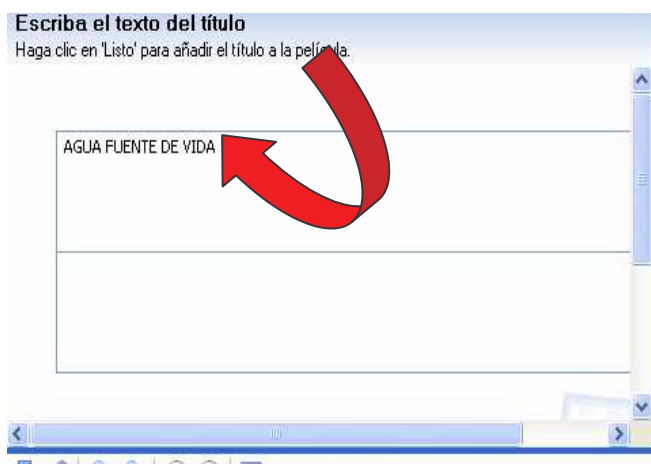 Escriba el texto del título
Haga clic en 'Listo' para añadir el título a la película.
AGUA FUENTE DE VIDA